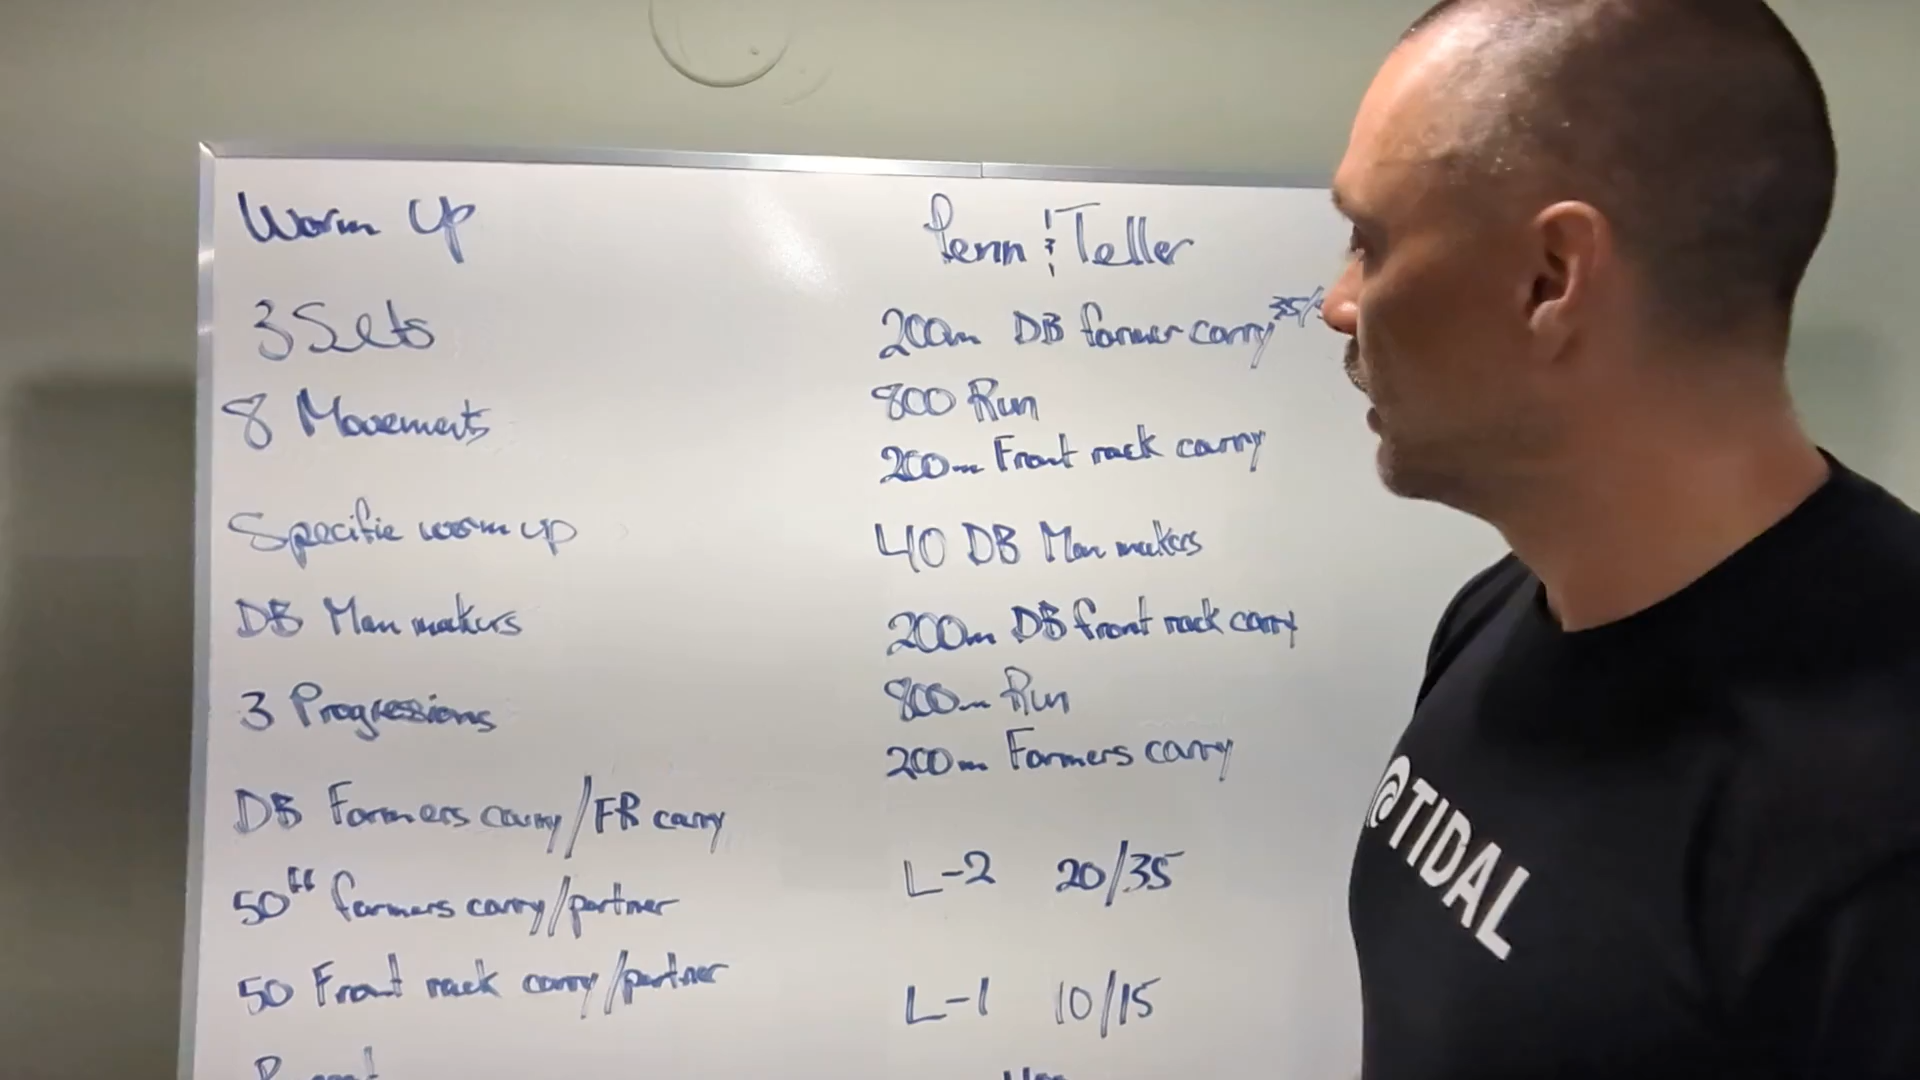 Warm Up
3 Sets
8 Movements
Specific warm up
DB Man makers
3 Progressions
DB Farmers carry/FR carry
50ft farmers carry/partner
50 Front rack carry/partner
Penn & Teller
200m DB farmer carry 35/
800 Run
200m Front rack carry
40 DB Man makers
200m DB front rack carry
800m Run
200m Farmers carry
L-2 20/35
L-1 10/15
@TIDAL